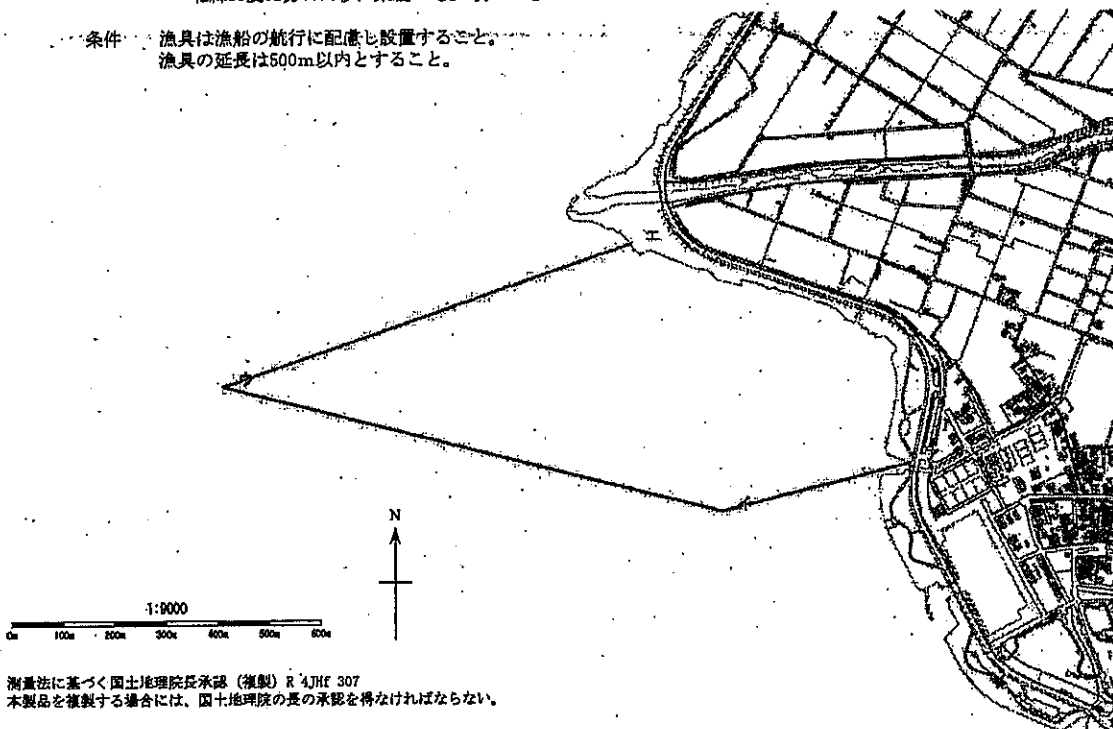 条件 漁具は漁船の航行に配慮し設置すること。
漁具の延長は500m以内とすること。
N
1:9000
0m 100m 200m 300m 400m 500m 600m
測量法に基づく国土地理院長承認(複製)R 4JHf 307
本製品を複製する場合には、国土地理院の長の承認を得なければならない。